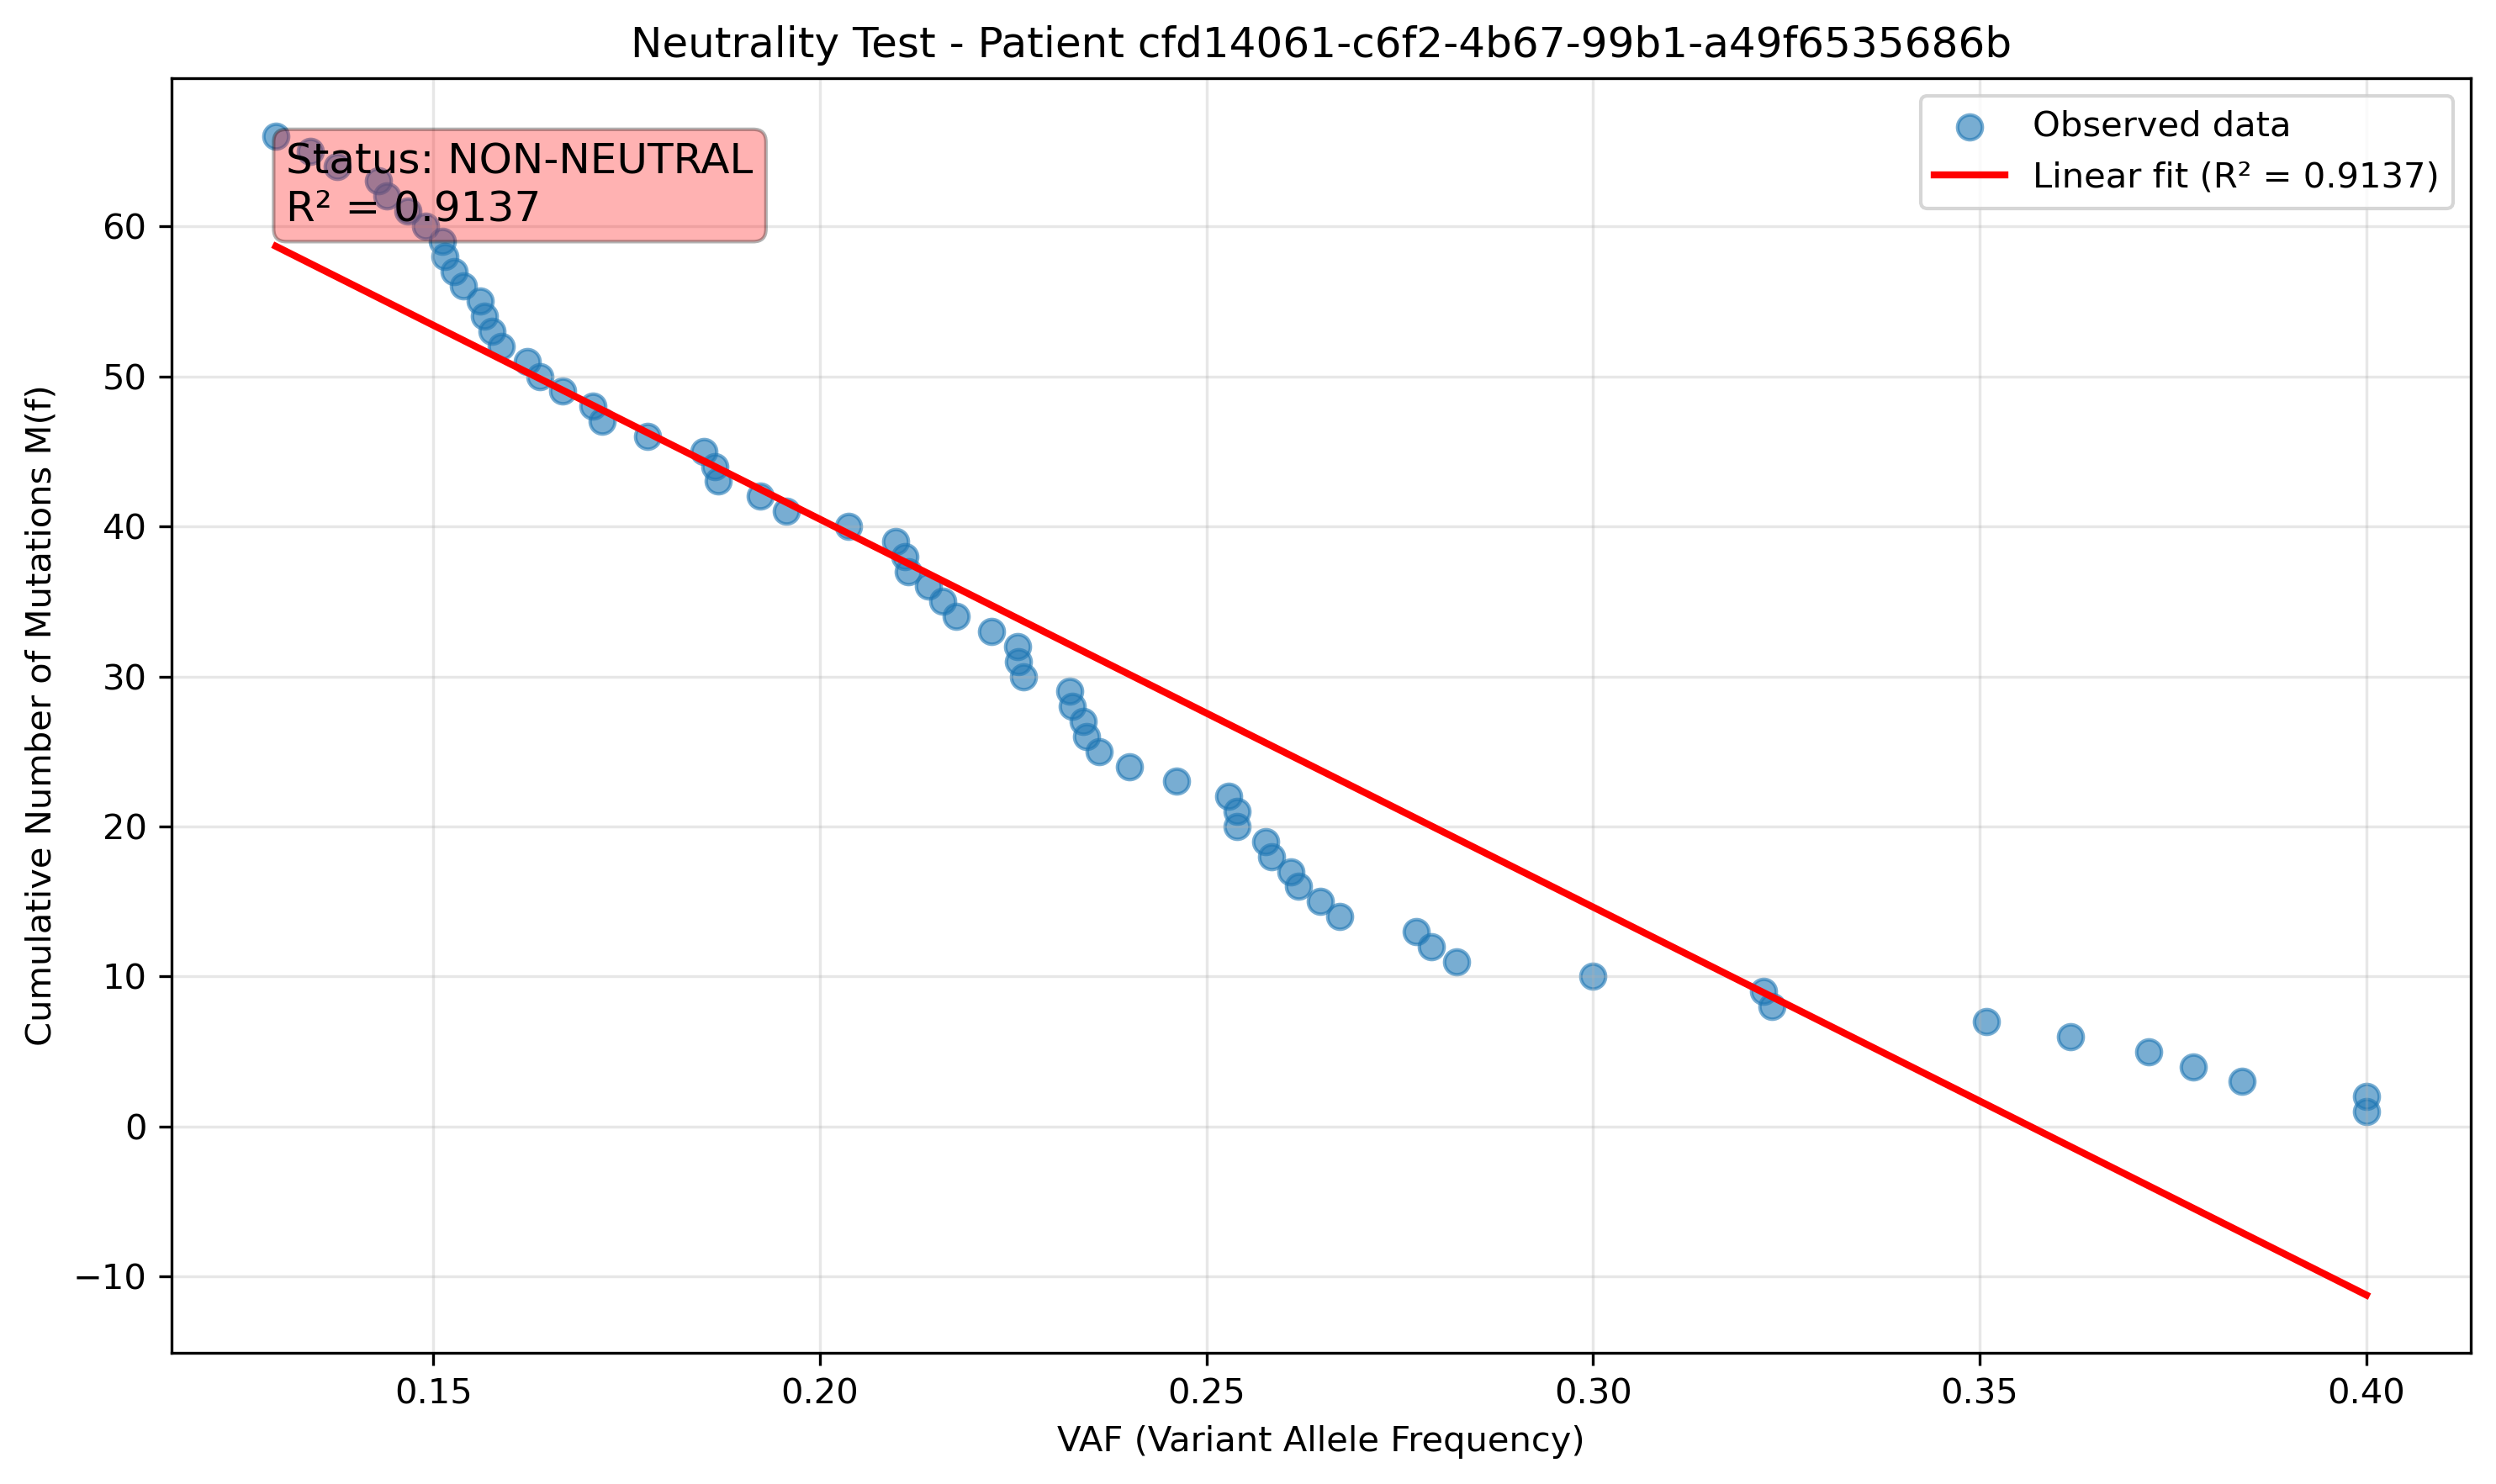 Neutrality Test - Patient cfd14061-c6f2-4b67-99b1-a49f6535686b
Status: NON-NEUTRAL
R² = 0.9137
Observed data
Linear fit (R² = 0.9137)
Cumulative Number of Mutations M(f)
60
50
40
30
20
10
0
−10
0.15
0.20
0.25
0.30
0.35
0.40
VAF (Variant Allele Frequency)